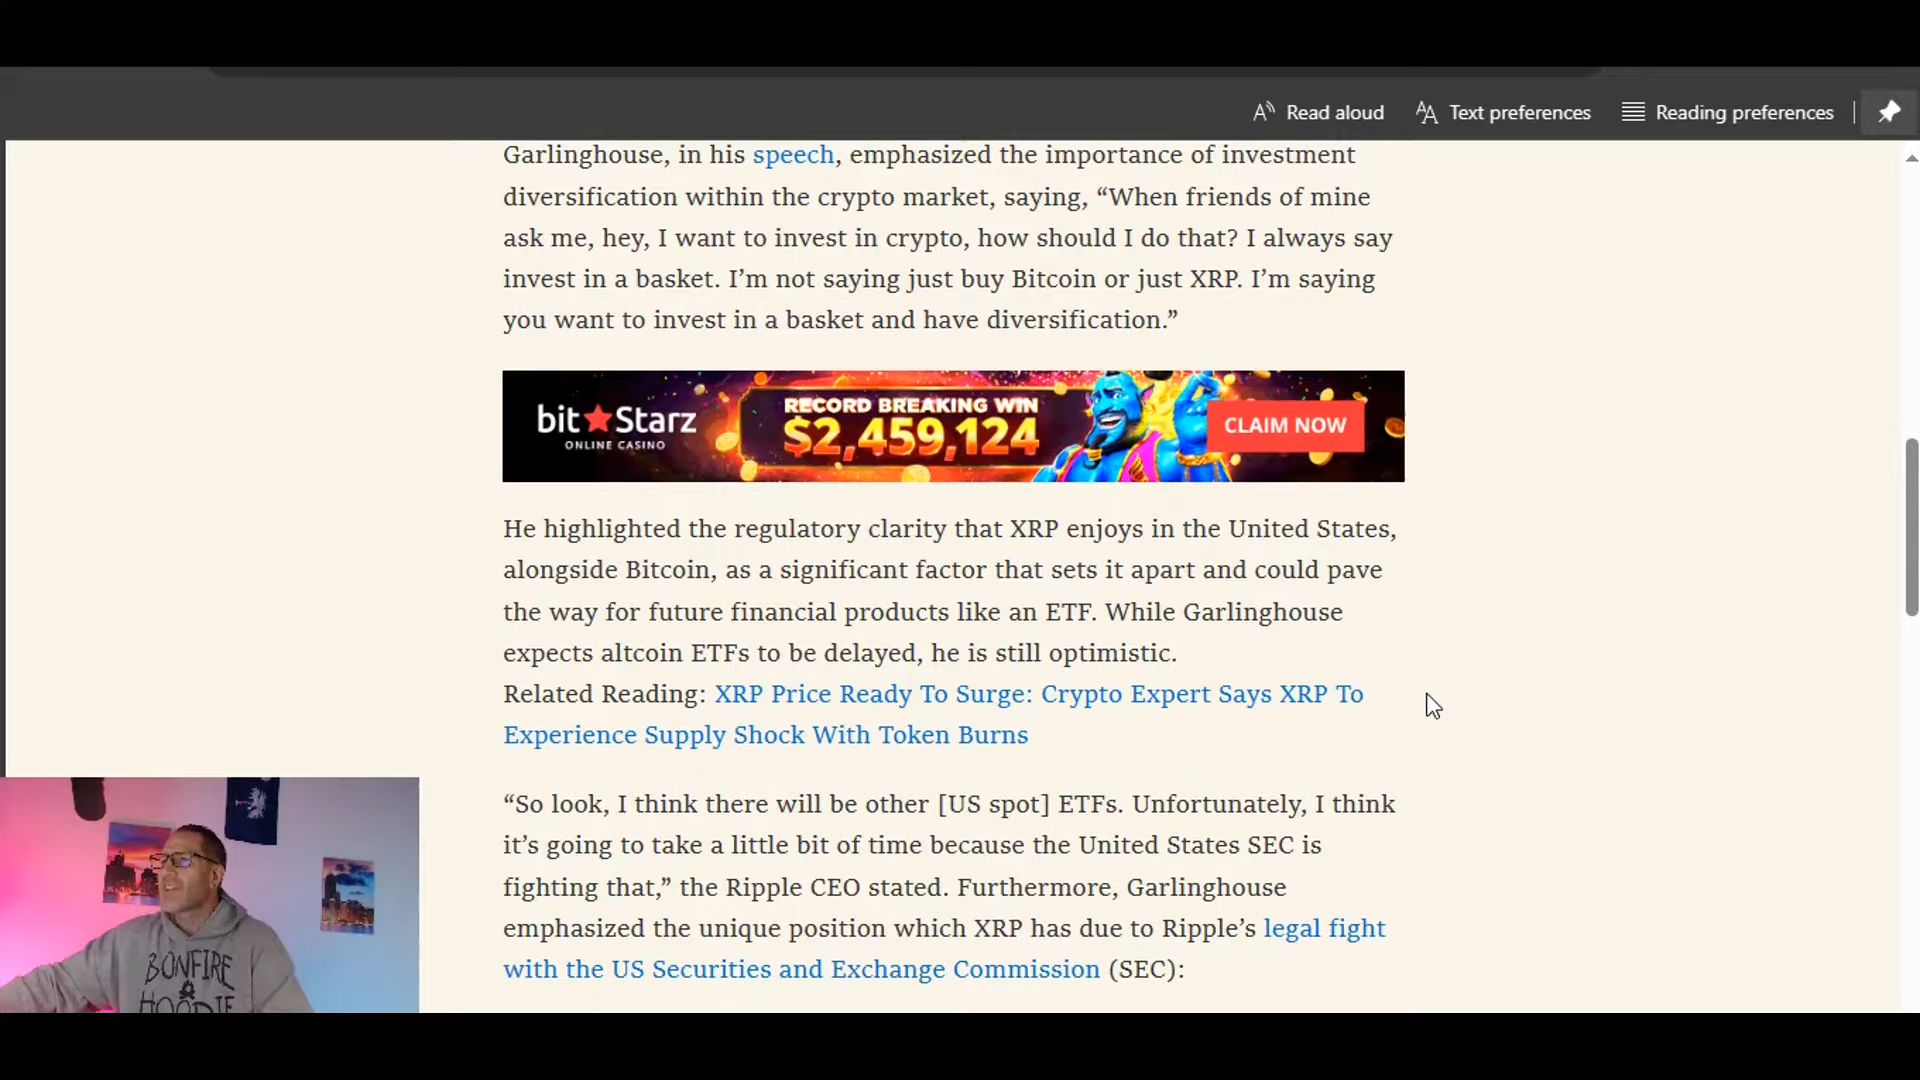 Read aloud
Text preferences
Reading preferences
Garlinghouse, in his speech, emphasized the importance of investment
diversification within the crypto market, saying, “When friends of mine
ask me, hey, I want to invest in crypto, how should I do that? I always say
invest in a basket. I’m not saying just buy Bitcoin or just XRP. I’m saying
you want to invest in a basket and have diversification.”
bit Starz
ONLINE CASINO
RECORD BREAKING WIN
$2,459,124
CLAIM NOW
He highlighted the regulatory clarity that XRP enjoys in the United States,
alongside Bitcoin, as a significant factor that sets it apart and could pave
the way for future financial products like an ETF. While Garlinghouse
expects altcoin ETFs to be delayed, he is still optimistic.
Related Reading: XRP Price Ready To Surge: Crypto Expert Says XRP To
Experience Supply Shock With Token Burns
“So look, I think there will be other [US spot] ETFs. Unfortunately, I think
it’s going to take a little bit of time because the United States SEC is
fighting that,” the Ripple CEO stated. Furthermore, Garlinghouse
emphasized the unique position which XRP has due to Ripple’s legal fight
with the US Securities and Exchange Commission (SEC):
BONFIRE
HOODIE